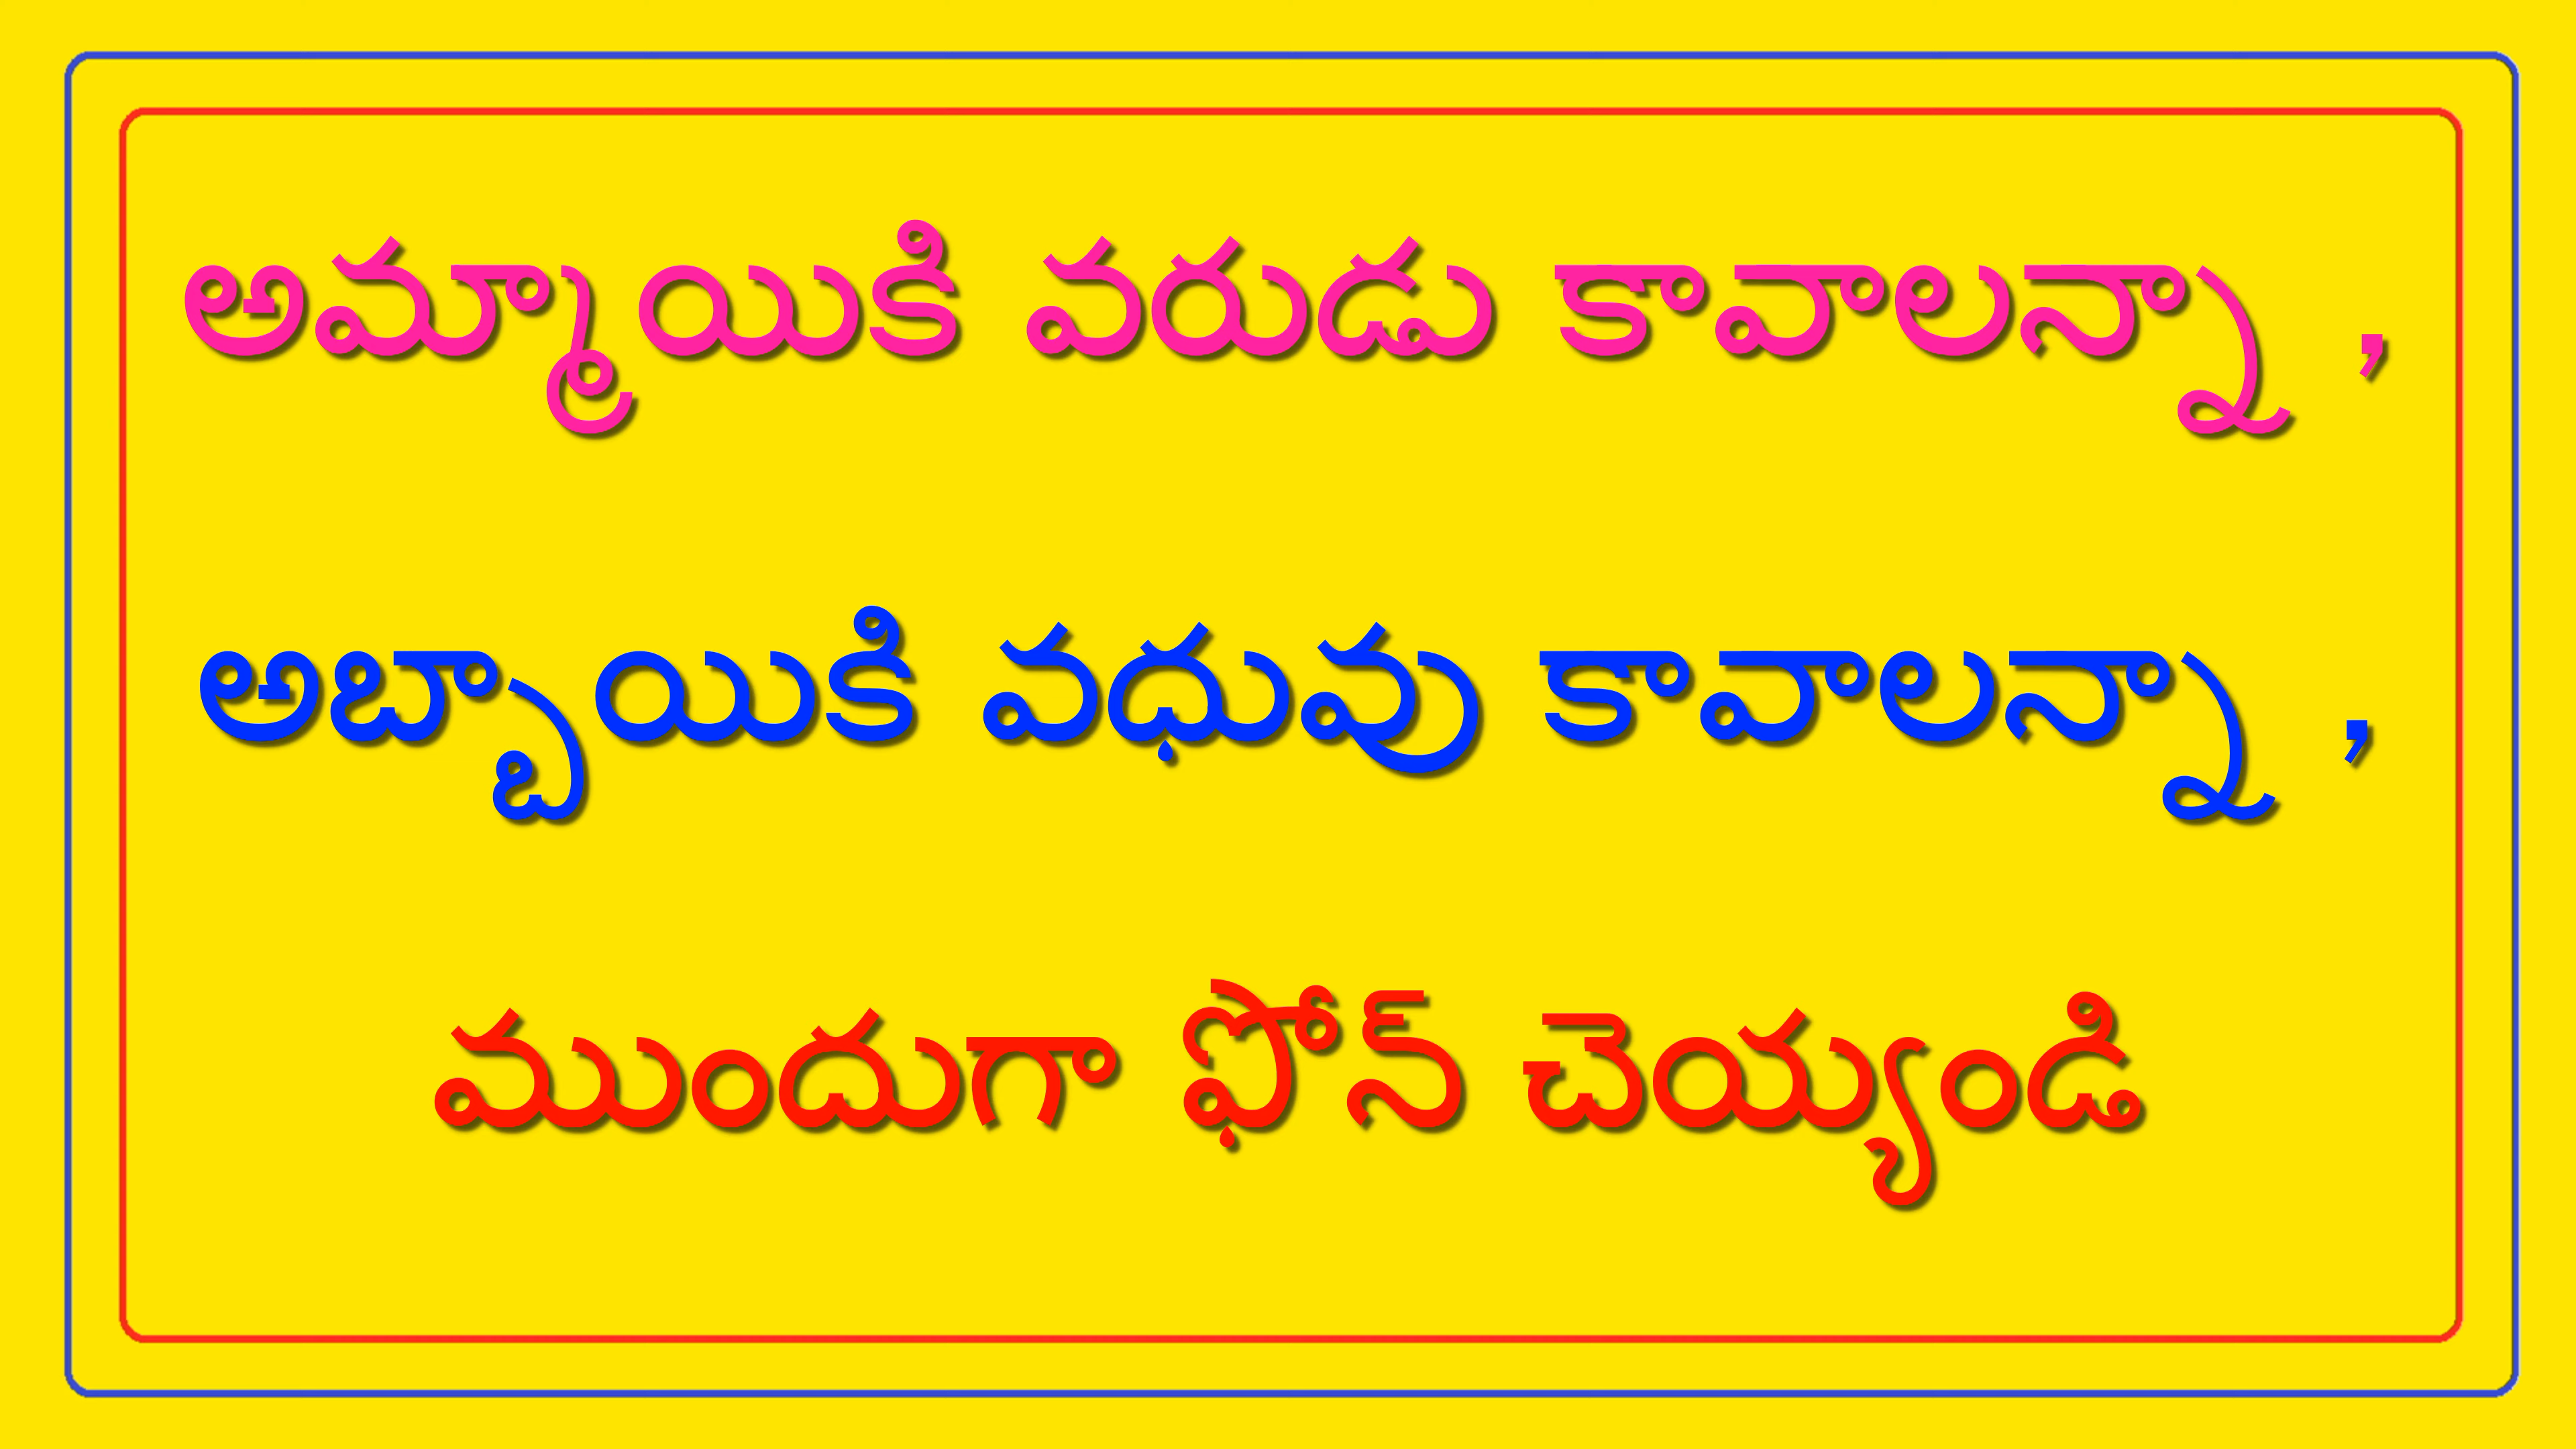 అమ్మాయికి వరుడు కావాలన్నా ,
అబ్బాయికి వధువు కావాలన్నా ,
ముందుగా ఫోన్ చెయ్యండి